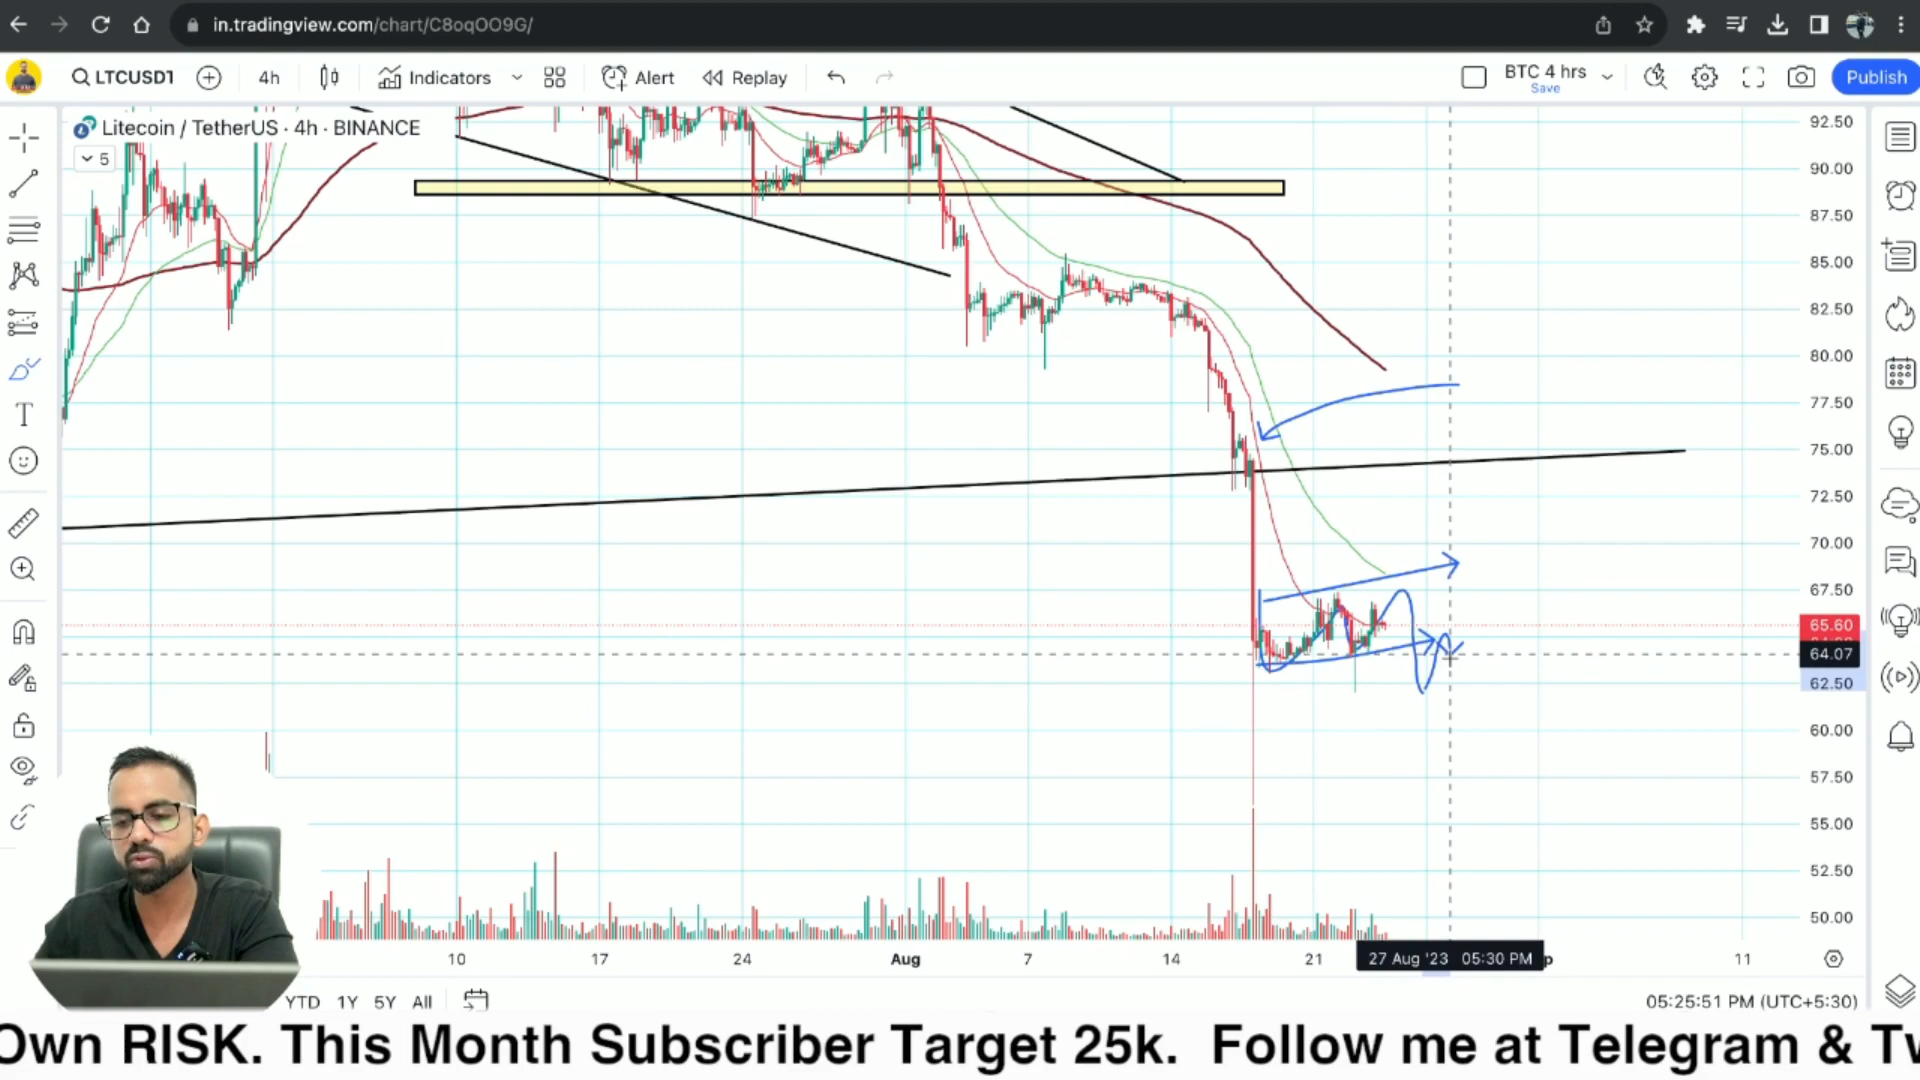 in.tradingview.com/chart/C8oqOO9G/
LTCUSDT 4h Indicators Alert Replay BTC 4 hrs Publish
Save
Litecoin / TetherUS · 4h · BINANCE
5
92.50
90.00
87.50
85.00
82.50
80.00
77.50
75.00
72.50
70.00
67.50
65.60
64.07
62.50
60.00
57.50
55.00
52.50
50.00
10 17 24 Aug 7 14 21 27 Aug '23 05:30 PM 11
YTD 1Y 5Y All 05:25:51 PM (UTC+5:30)
Own RISK. This Month Subscriber Target 25k. Follow me at Telegram &